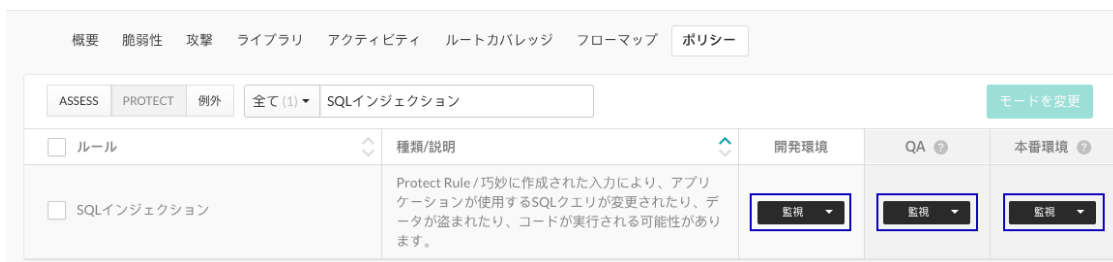 概要 脆弱性 攻撃 ライブラリ アクティビティ ルートカバレッジ フローマップ ポリシー
ASSESS PROTECT 例外 全て (1) SQLインジェクション モードを変更
ルール 種類/説明 開発環境 QA ? 本番環境 ?
SQLインジェクション
Protect Rule / 巧妙に作成された入力により、アプリ
ケーションが使用するSQLクエリが変更されたり、デ
ータが盗まれたり、コードが実行される可能性があり
ます。
監視 監視 監視